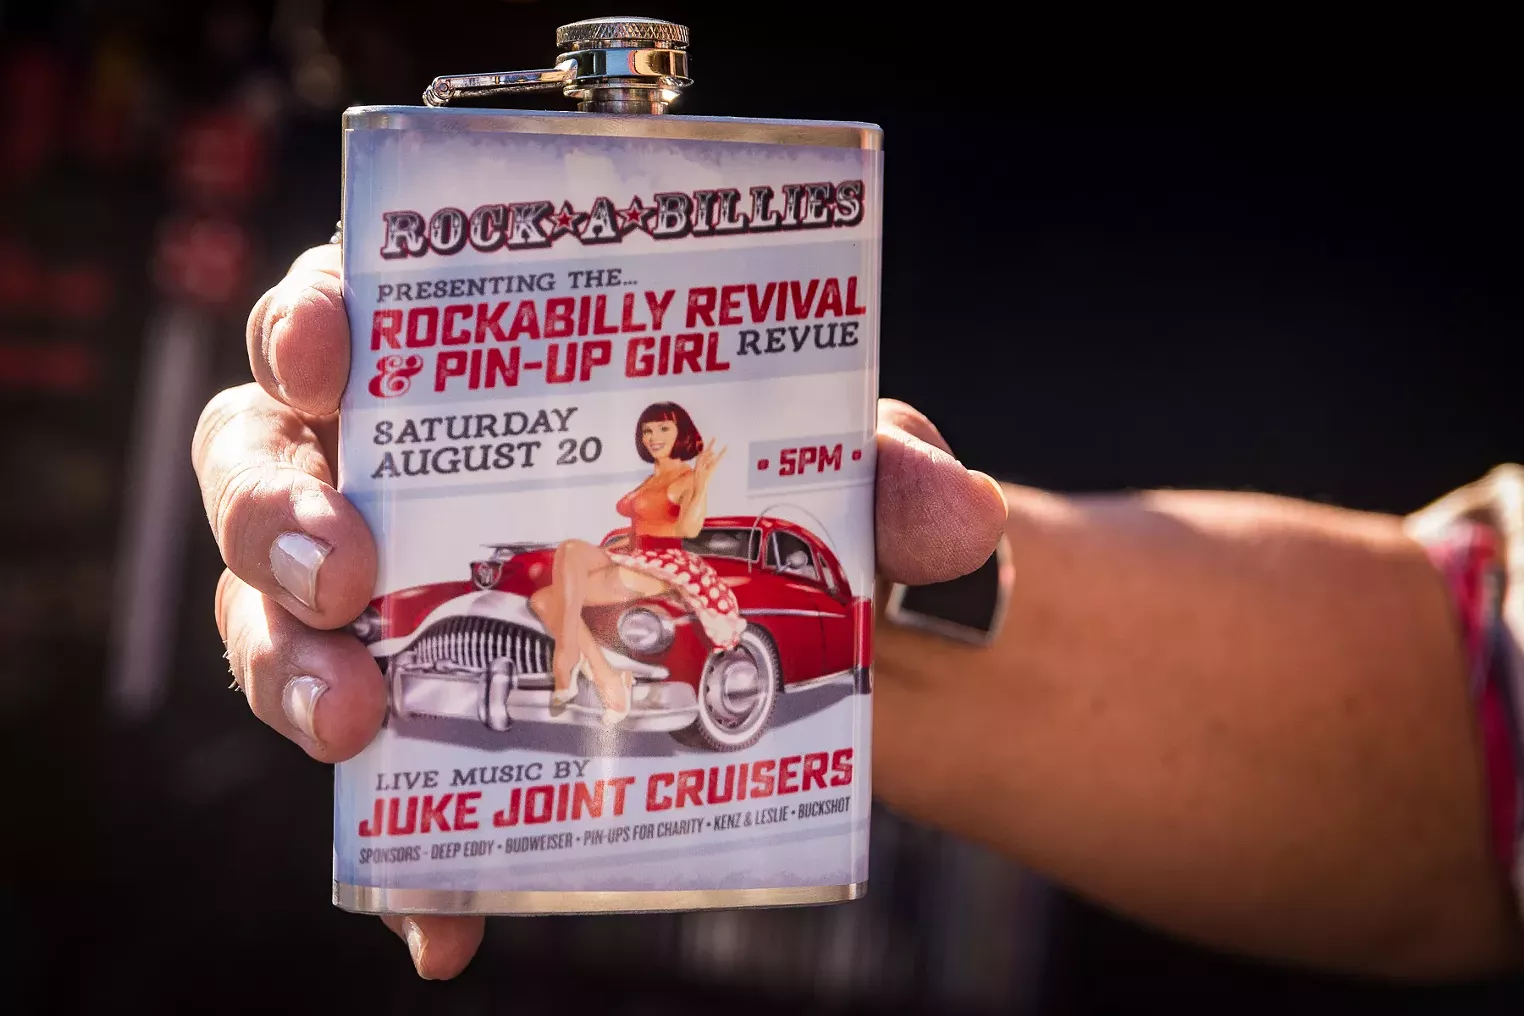 ROCK★A★BILLIES
PRESENTING THE...
ROCKABILLY REVIVAL
& PIN-UP GIRL REVUE
SATURDAY
AUGUST 20
• 5PM •
LIVE MUSIC BY
JUKE JOINT CRUISERS
SPONSORS - DEEP EDDY • BUDWEISER • PIN-UPS FOR CHARITY • KENZ & LESLIE • BUCKSHOT